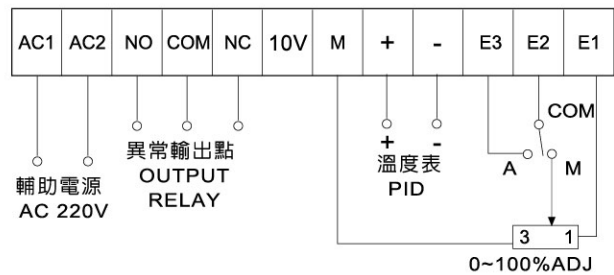 AC1 AC2 NO COM NC 10V M + - E3 E2 E1
COM
+ -
異常輸出點
OUTPUT
RELAY
溫度表
PID
A M
輔助電源
AC 220V
3 1
0~100%ADJ